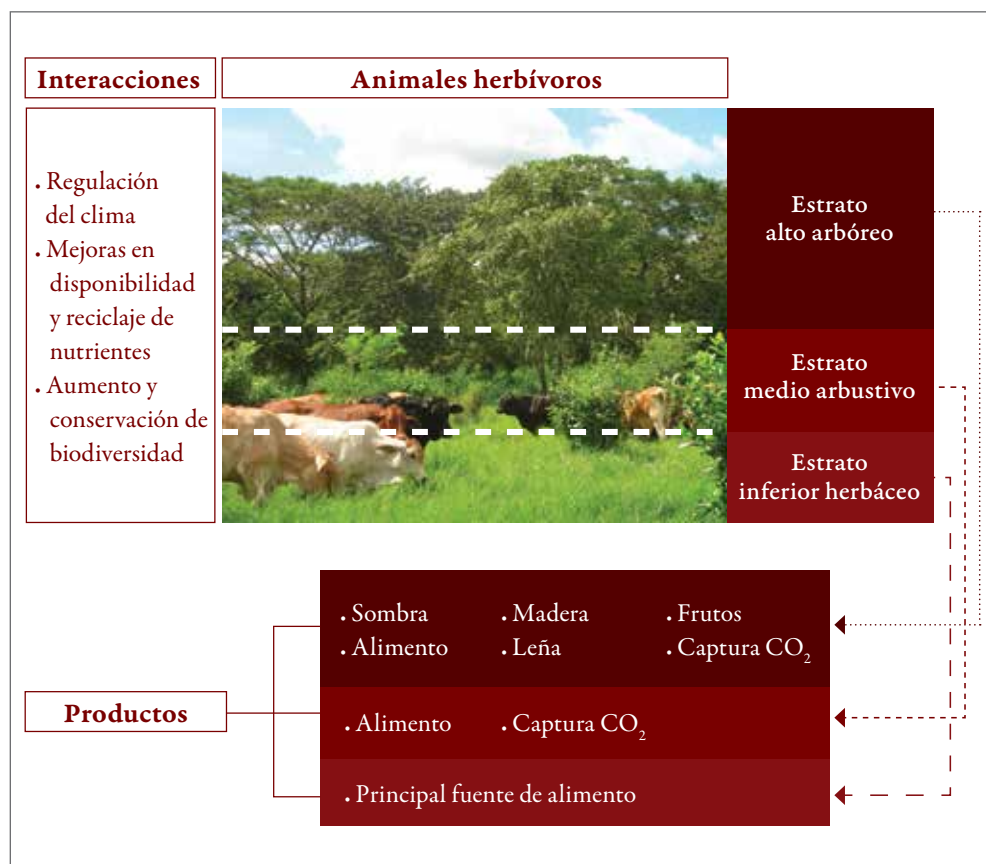 Interacciones
Animales herbívoros
. Regulación
del clima
. Mejoras en
disponibilidad
y reciclaje de
nutrientes
. Aumento y
conservación de
biodiversidad
Estrato
alto arbóreo
Estrato
medio arbustivo
Estrato
inferior herbáceo
Productos
. Sombra . Madera . Frutos
. Alimento . Leña . Captura CO₂
. Alimento . Captura CO₂
. Principal fuente de alimento